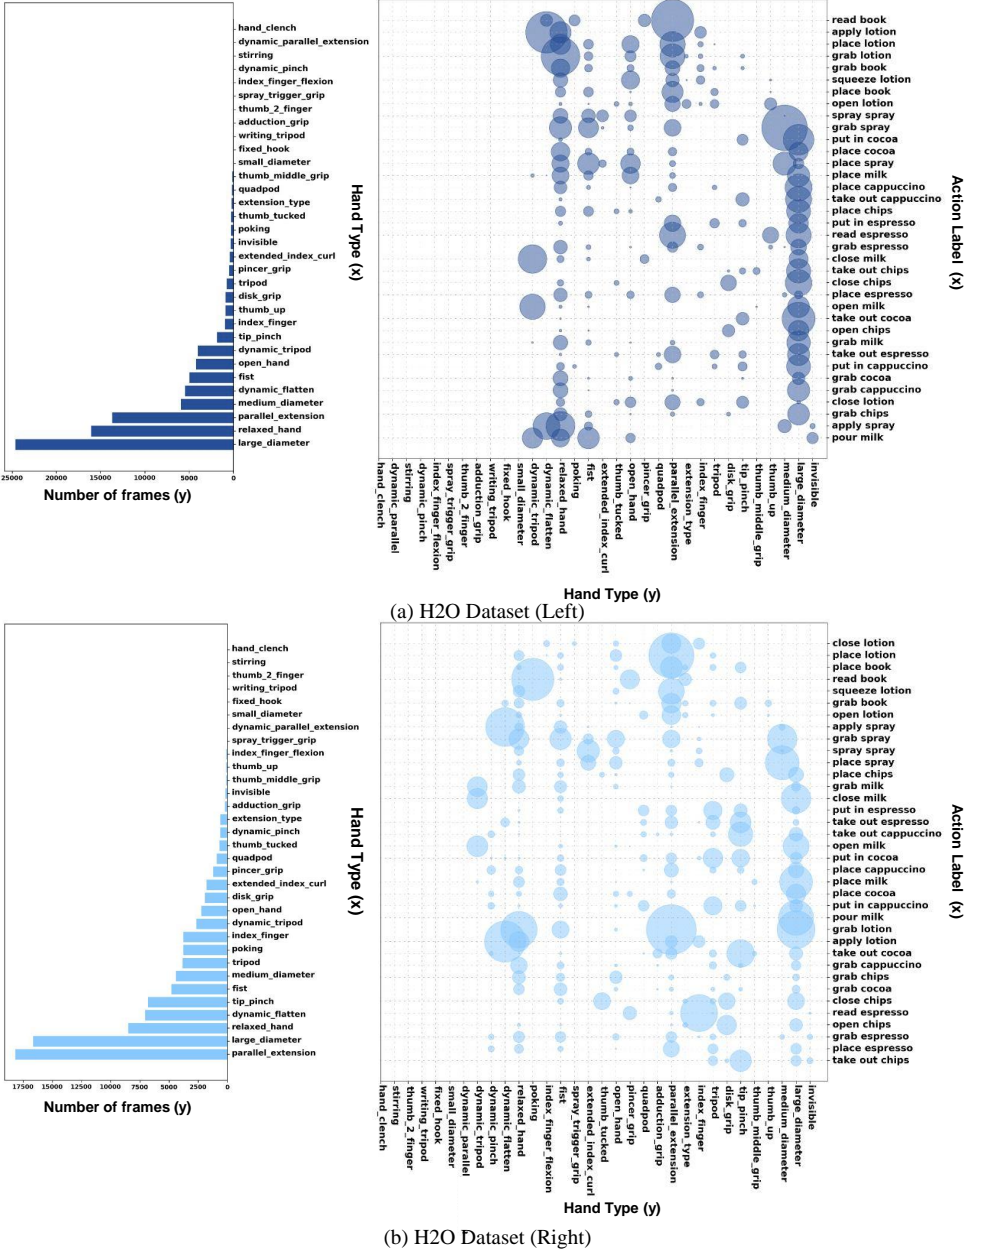 hand_clench
dynamic_parallel_extension
stirring
dynamic_pinch
index_finger_flexion
spray_trigger_grip
thumb_2_finger
adduction_grip
writing_tripod
fixed_hook
small_diameter
thumb_middle_grip
quadpod
extension_type
thumb_tucked
poking
invisible
extended_index_curl
pincer_grip
tripod
disk_grip
thumb_up
index_finger
tip_pinch
dynamic_tripod
open_hand
fist
dynamic_flatten
medium_diameter
parallel_extension
relaxed_hand
large_diameter
25000 20000 15000 10000 5000 0
Number of frames (y)
Hand Type (x)
read book
apply lotion
place lotion
grab lotion
grab book
squeeze lotion
place book
open lotion
spray spray
grab spray
put in cocoa
place cocoa
place spray
place milk
place cappuccino
take out cappuccino
place chips
put in espresso
read espresso
grab espresso
close milk
take out chips
close chips
place espresso
open milk
take out cocoa
open chips
grab milk
take out espresso
put in cappuccino
grab cocoa
grab cappuccino
close lotion
grab chips
apply spray
pour milk
Action Label (x)
hand_clench
dynamic_parallel
stirring
dynamic_pinch
index_finger_flexion
spray_trigger_grip
thumb_2_finger
adduction_grip
writing_tripod
fixed_hook
small_diameter
dynamic_tripod
dynamic_flatten
relaxed_hand
poking
fist
extended_index_curl
thumb_tucked
open_hand
pincer_grip
quadpod
parallel_extension
extension_type
index_finger
tripod
disk_grip
tip_pinch
thumb_middle_grip
thumb_up
medium_diameter
large_diameter
invisible
Hand Type (y)
(a) H2O Dataset (Left)
hand_clench
stirring
thumb_2_finger
writing_tripod
fixed_hook
small_diameter
dynamic_parallel_extension
spray_trigger_grip
index_finger_flexion
thumb_up
thumb_middle_grip
invisible
adduction_grip
extension_type
dynamic_pinch
thumb_tucked
quadpod
pincer_grip
extended_index_curl
disk_grip
open_hand
dynamic_tripod
index_finger
poking
tripod
medium_diameter
fist
tip_pinch
dynamic_flatten
relaxed_hand
large_diameter
parallel_extension
17500 15000 12500 10000 7500 5000 2500 0
Number of frames (y)
Hand Type (x)
close lotion
place lotion
place book
read book
squeeze lotion
grab book
open lotion
apply spray
grab spray
spray spray
place spray
place chips
grab milk
close milk
put in espresso
take out espresso
take out cappuccino
open milk
put in cocoa
place cappuccino
place milk
place cocoa
put in cappuccino
pour milk
grab lotion
apply lotion
take out cocoa
grab cappuccino
grab chips
grab cocoa
close chips
read espresso
open chips
grab espresso
place espresso
take out chips
Action Label (x)
hand_clench
stirring
thumb_2_finger
writing_tripod
fixed_hook
small_diameter
dynamic_parallel
dynamic_tripod
dynamic_pinch
dynamic_flatten
relaxed_hand
poking
index_finger_flexion
fist
spray_trigger_grip
extended_index_curl
thumb_tucked
open_hand
pincer_grip
quadpod
adduction_grip
parallel_extension
extension_type
index_finger
tripod
disk_grip
tip_pinch
thumb_middle_grip
thumb_up
medium_diameter
large_diameter
invisible
Hand Type (y)
(b) H2O Dataset (Right)